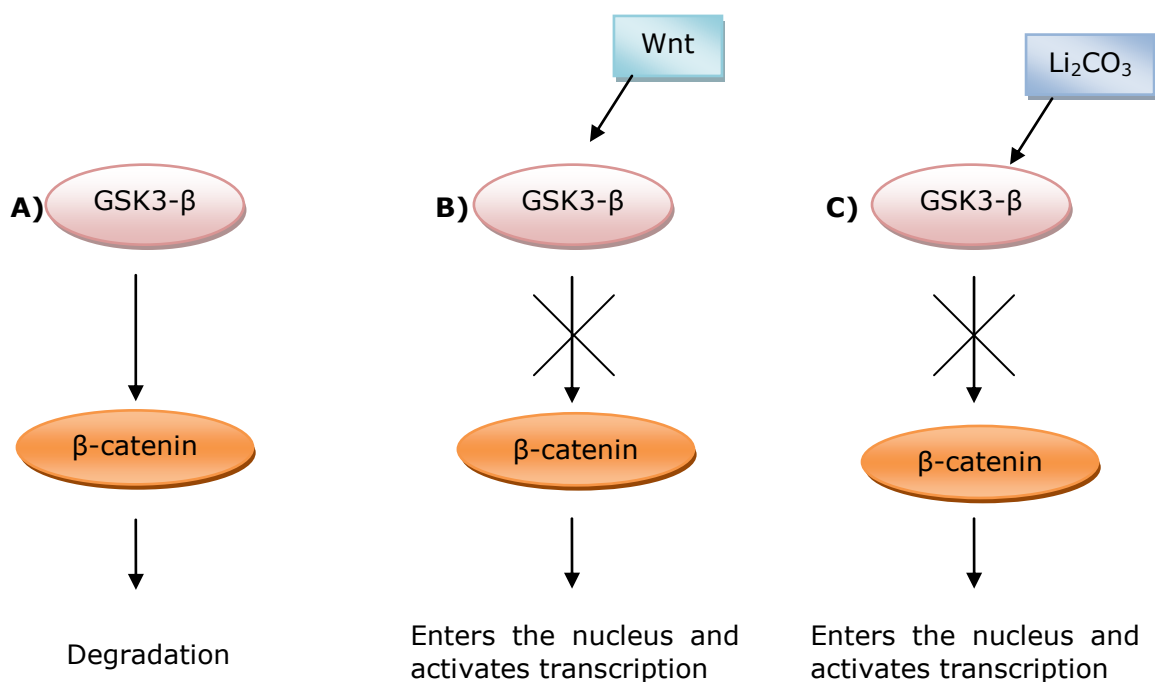 A)
GSK3-β
β-catenin
Degradation
Wnt
B)
GSK3-β
β-catenin
Enters the nucleus and
activates transcription
Li₂CO₃
C)
GSK3-β
β-catenin
Enters the nucleus and
activates transcription